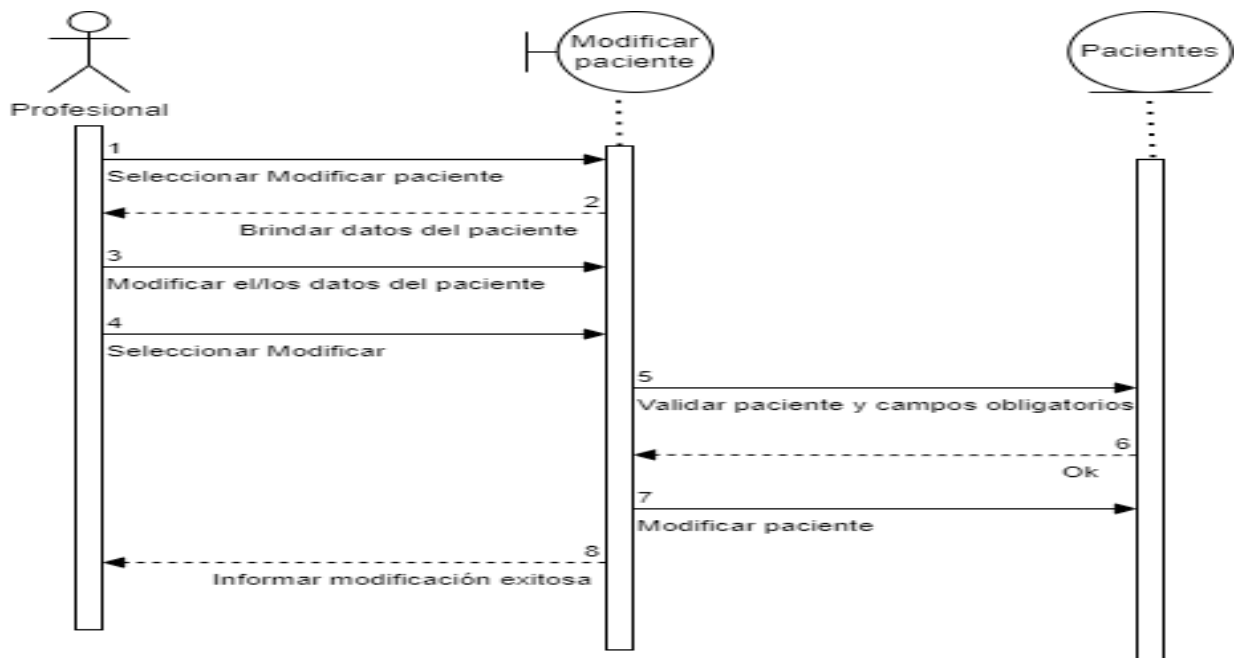 Modificar
paciente
Pacientes
Profesional
1
Seleccionar Modificar paciente
2
Brindar datos del paciente
3
Modificar el/los datos del paciente
4
Seleccionar Modificar
5
Validar paciente y campos obligatorios
6
Ok
7
Modificar paciente
8
Informar modificación exitosa